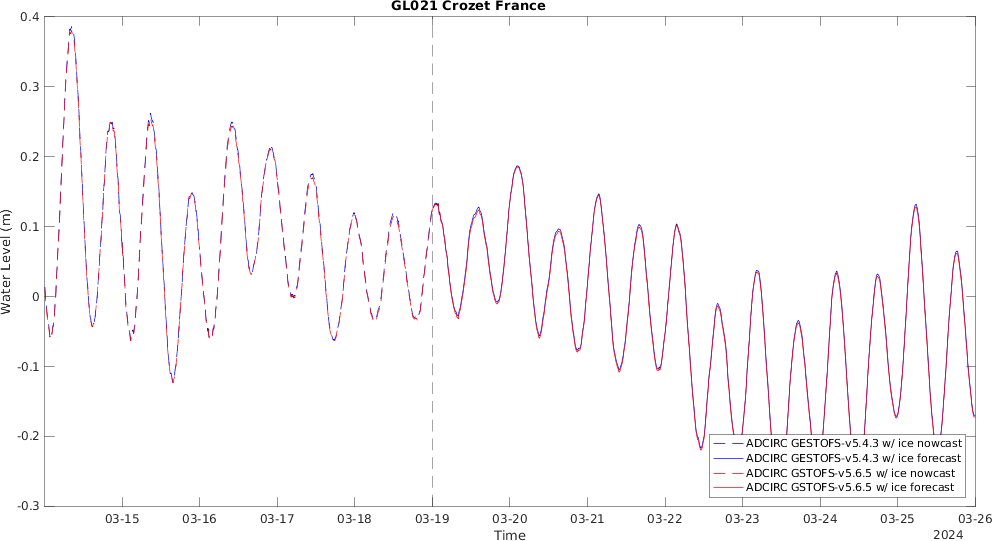 GL021 Crozet France
0.4
0.3
0.2
0.1
0
-0.1
-0.2
-0.3
Water Level (m)
ADCIRC GESTOFS-v5.4.3 w/ ice nowcast
ADCIRC GESTOFS-v5.4.3 w/ ice forecast
ADCIRC GSTOFS-v5.6.5 w/ ice nowcast
ADCIRC GSTOFS-v5.6.5 w/ ice forecast
03-15 03-16 03-17 03-18 03-19 03-20 03-21 03-22 03-23 03-24 03-25 03-26
Time
2024